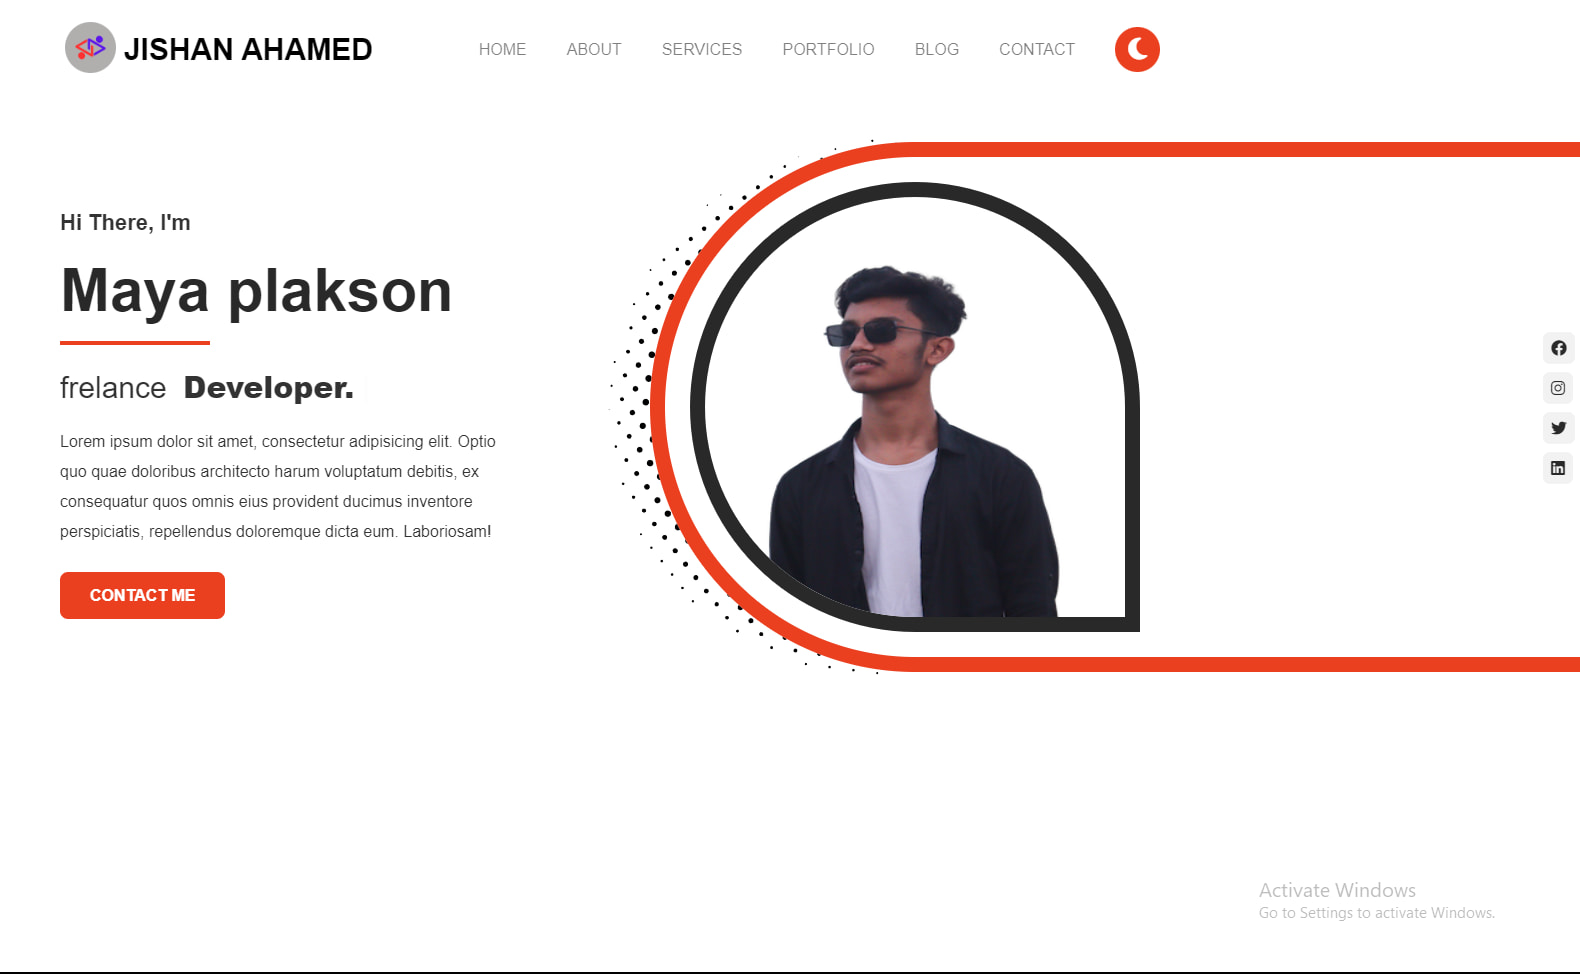 JISHAN AHAMED
HOME ABOUT SERVICES PORTFOLIO BLOG CONTACT
Hi There, I'm
Maya plakson
frelance Developer.
Lorem ipsum dolor sit amet, consectetur adipisicing elit. Optio
quo quae doloribus architecto harum voluptatum debitis, ex
consequatur quos omnis eius provident ducimus inventore
perspiciatis, repellendus doloremque dicta eum. Laboriosam!
CONTACT ME
Activate Windows
Go to Settings to activate Windows.